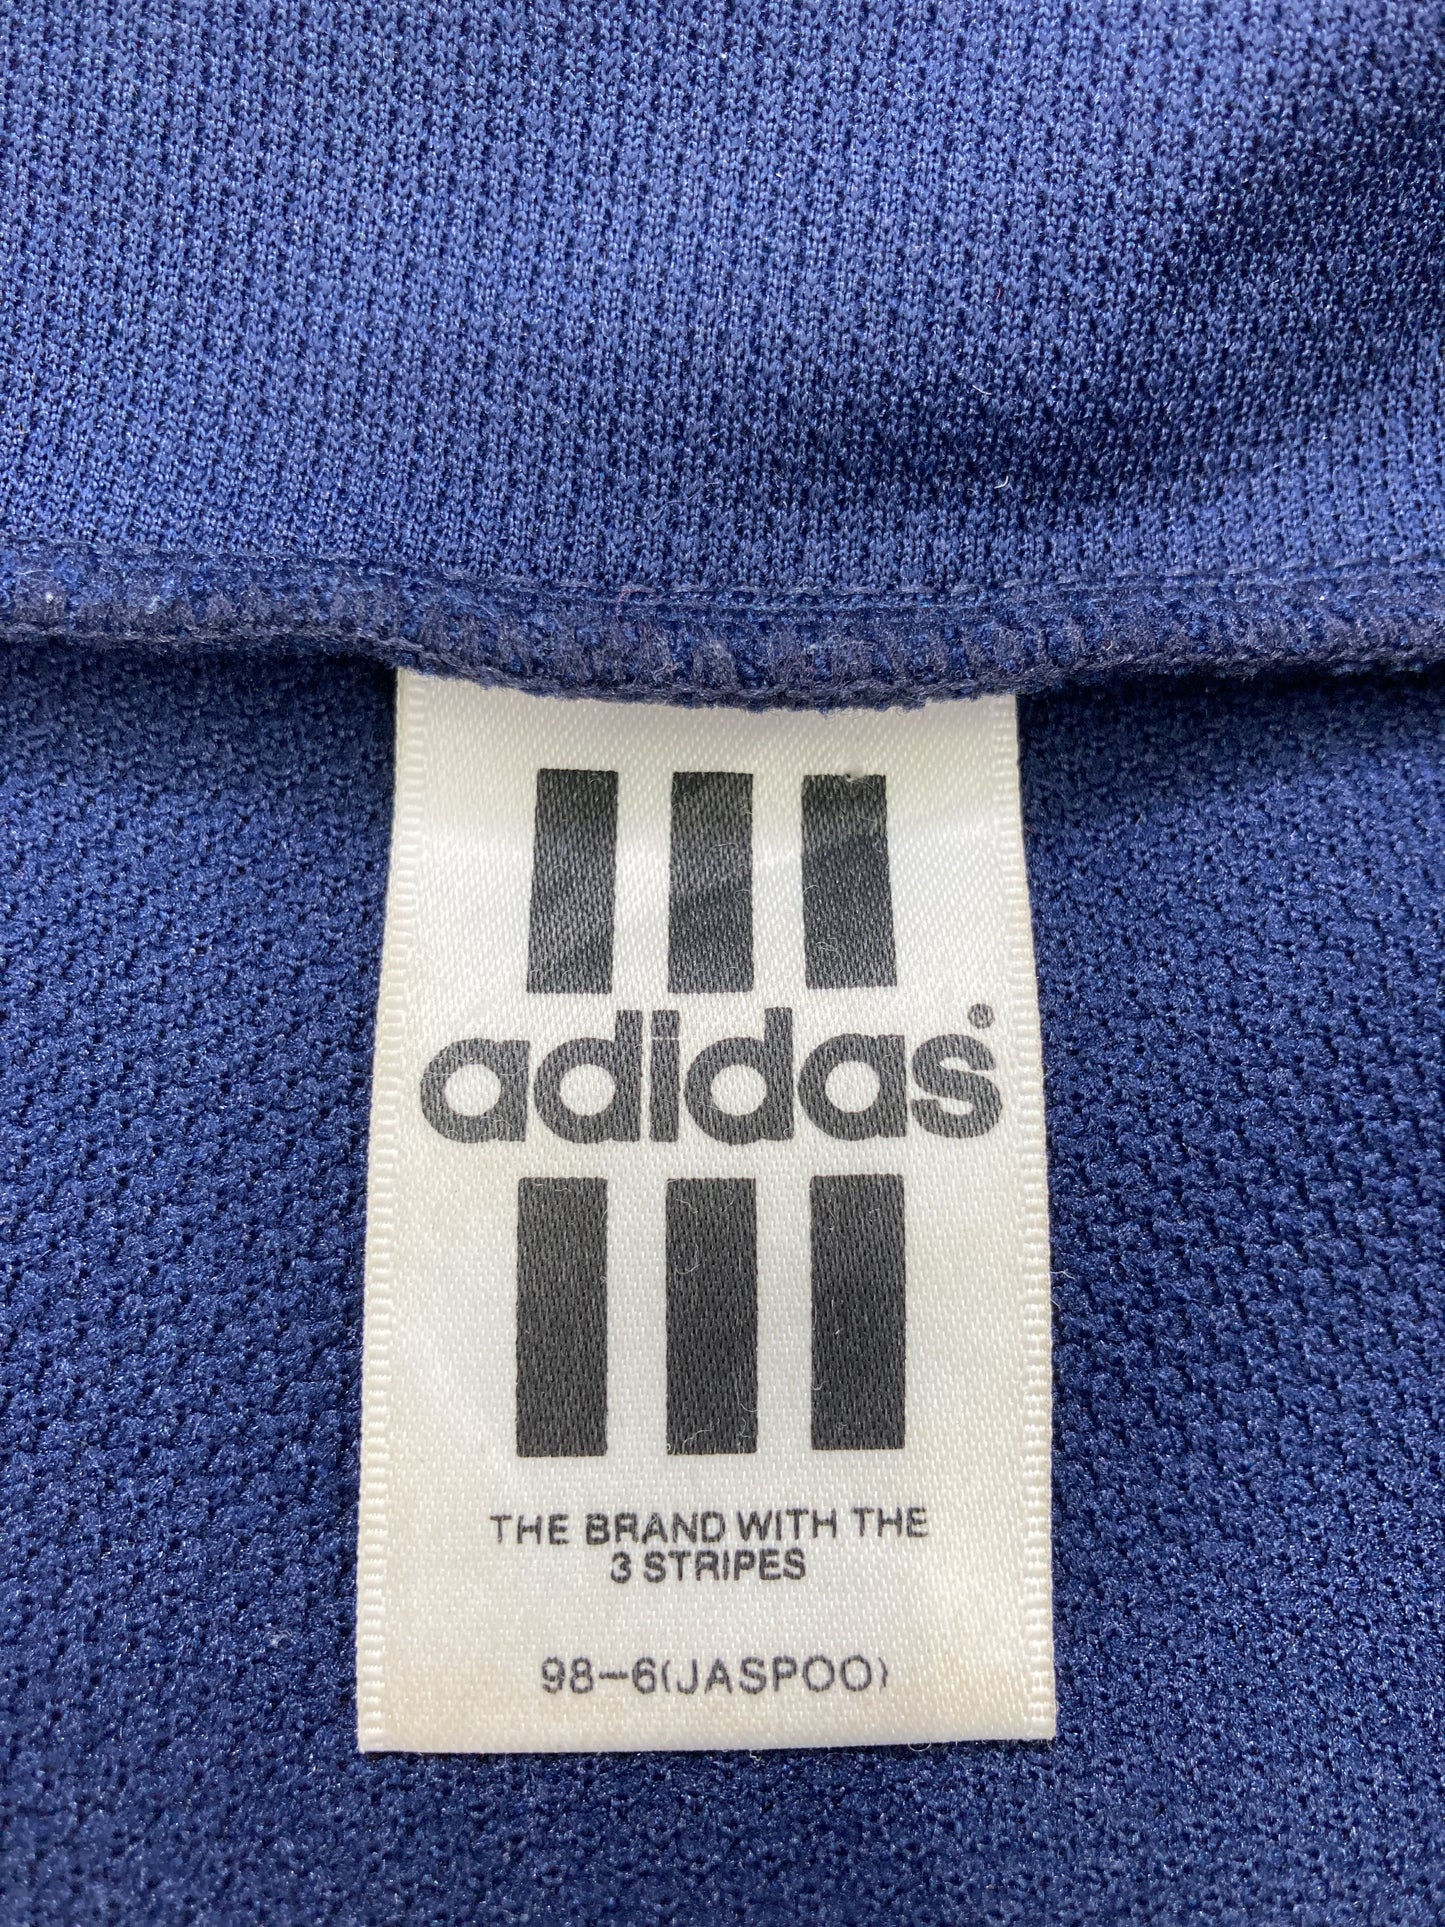 adidas®
THE BRAND WITH THE
3 STRIPES
98-6(JASPOO)